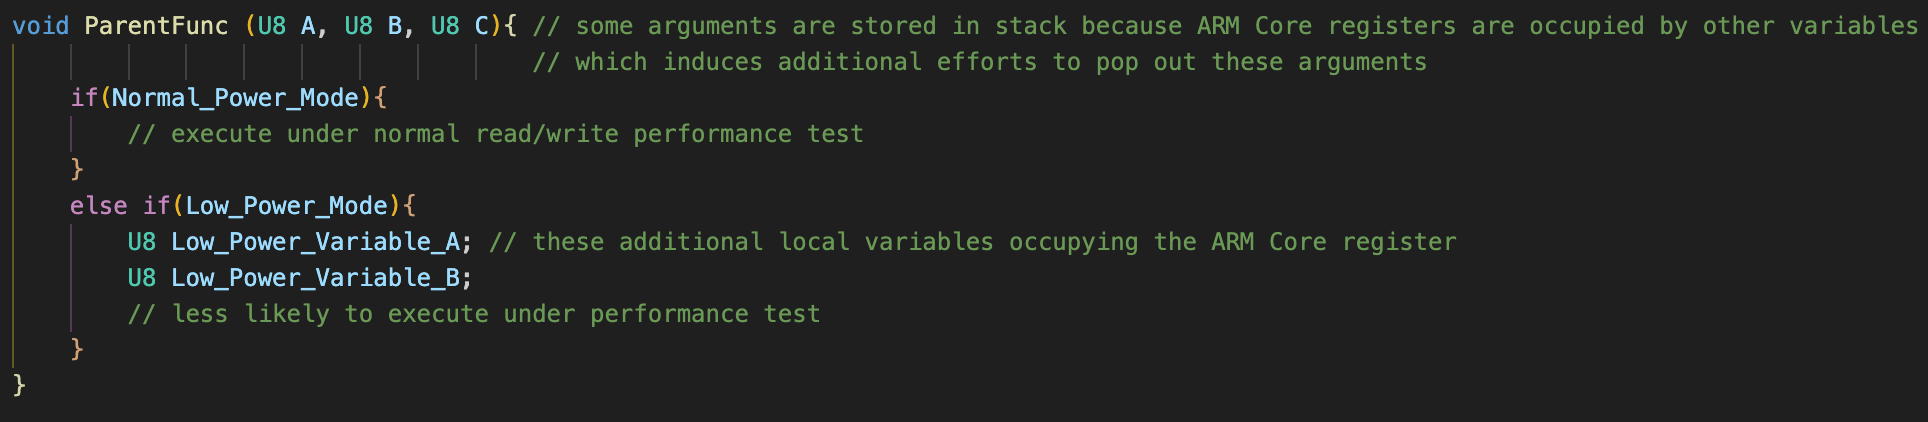 void ParentFunc (U8 A, U8 B, U8 C){ // some arguments are stored in stack because ARM Core registers are occupied by other variables
// which induces additional efforts to pop out these arguments
if(Normal_Power_Mode){
// execute under normal read/write performance test
}
else if(Low_Power_Mode){
U8 Low_Power_Variable_A; // these additional local variables occupying the ARM Core register
U8 Low_Power_Variable_B;
// less likely to execute under performance test
}
}